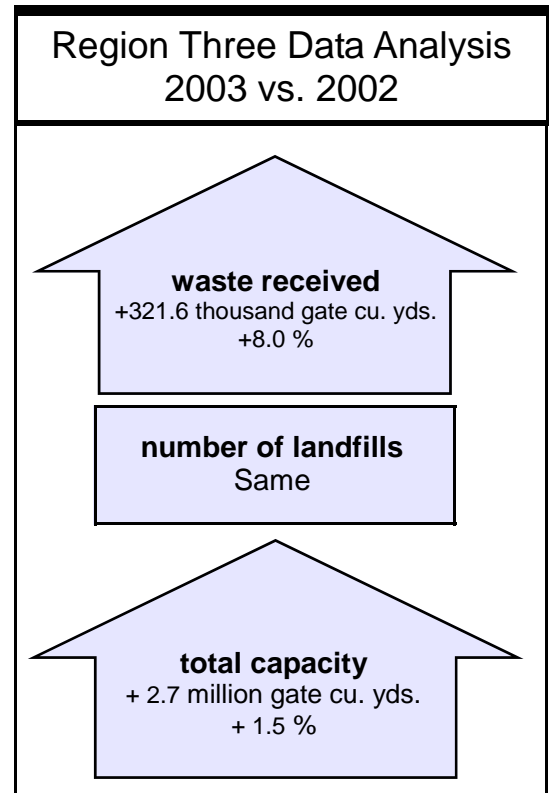 Region Three Data Analysis
2003 vs. 2002
waste received
+321.6 thousand gate cu. yds.
+8.0 %
number of landfills
Same
total capacity
+ 2.7 million gate cu. yds.
+ 1.5 %